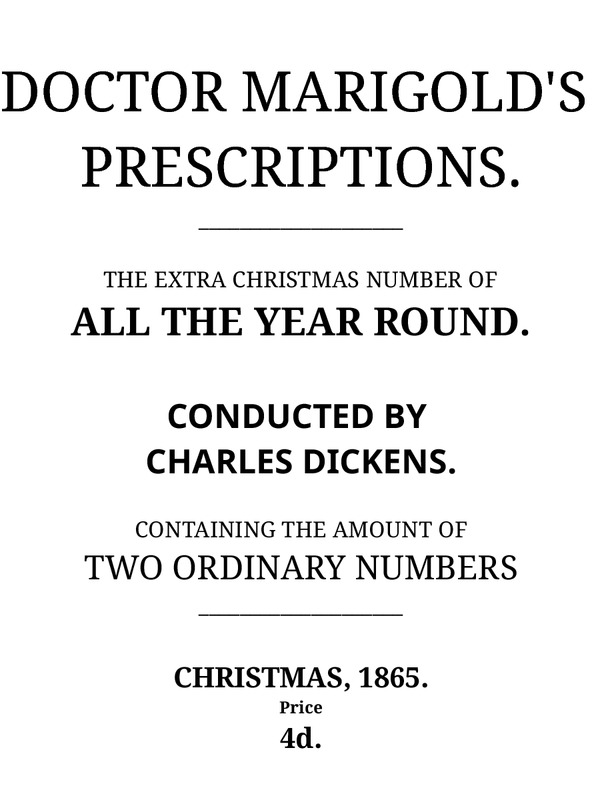 DOCTOR MARIGOLD'S
PRESCRIPTIONS.
THE EXTRA CHRISTMAS NUMBER OF
ALL THE YEAR ROUND.
CONDUCTED BY
CHARLES DICKENS.
CONTAINING THE AMOUNT OF
TWO ORDINARY NUMBERS
CHRISTMAS, 1865.
Price
4d.